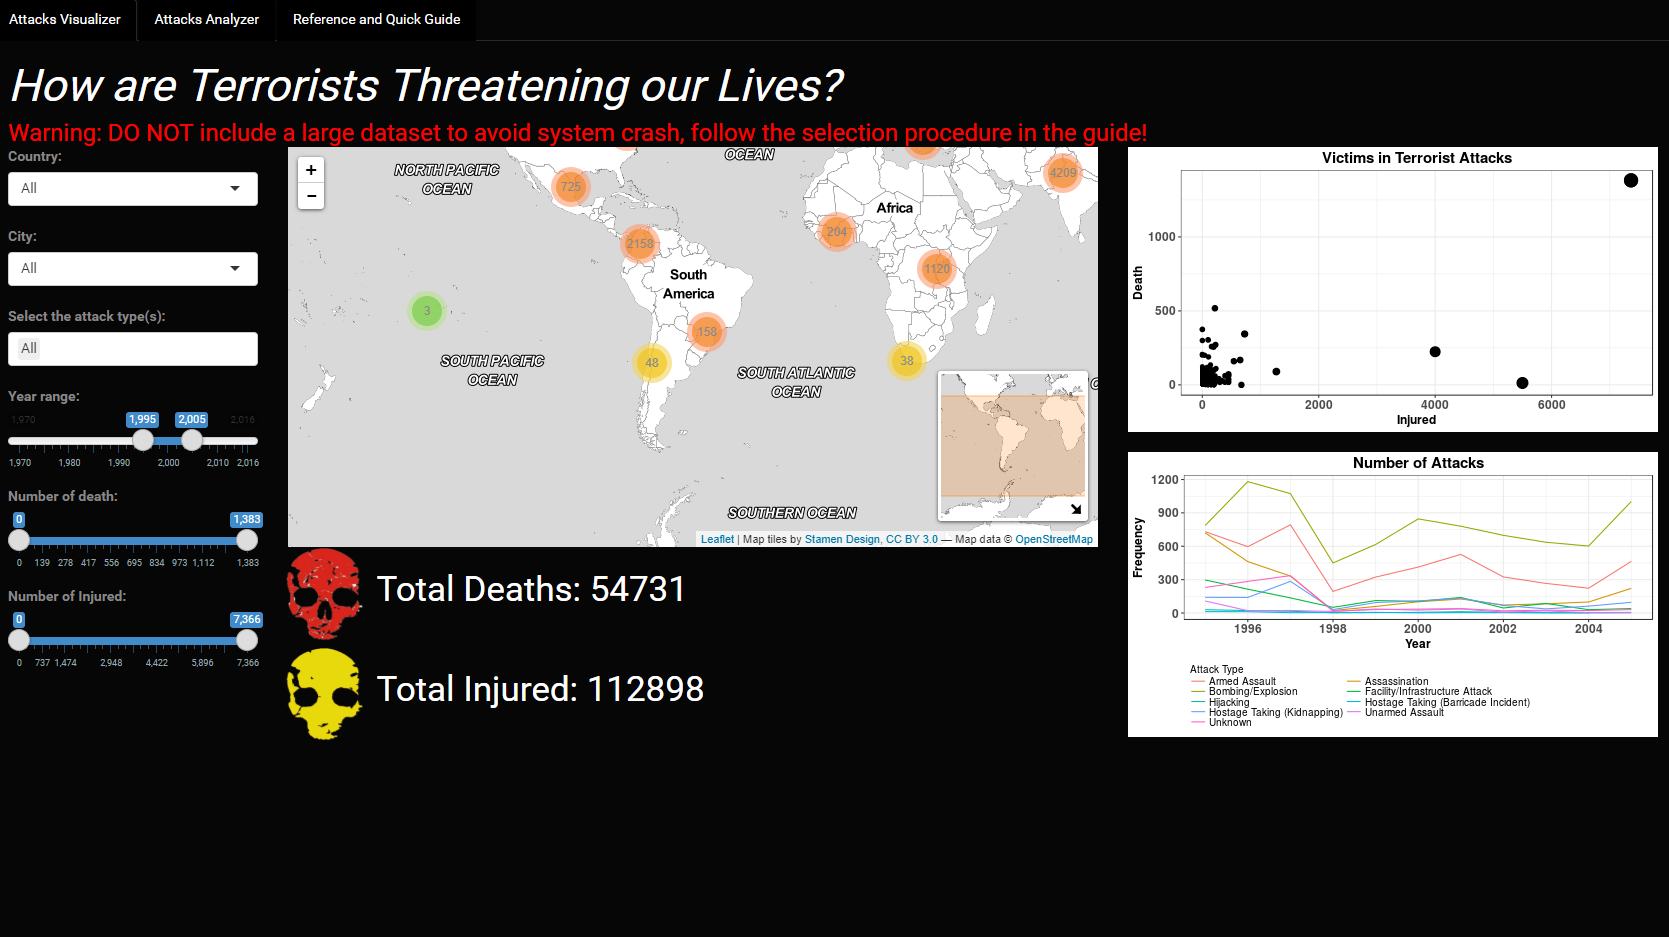 Attacks Visualizer
Attacks Analyzer
Reference and Quick Guide
How are Terrorists Threatening our Lives?
Warning: DO NOT include a large dataset to avoid system crash, follow the selection procedure in the guide!
Country:
All
City:
All
Select the attack type(s):
All
Year range:
1,970 1,995 2,005 2,016
1,970 1,980 1,990 2,000 2,010 2,016
Number of death:
0 1,383
0 139 278 417 556 695 834 973 1,112 1,383
Number of Injured:
0 7,366
0 737 1,474 2,948 4,422 5,896 7,366
+
−
NORTH PACIFIC
OCEAN
OCEAN
725
4209
Africa
204
2158
1120
South
America
3
158
48
38
SOUTH PACIFIC
OCEAN
SOUTH ATLANTIC
OCEAN
SOUTHERN OCEAN
Leaflet | Map tiles by Stamen Design, CC BY 3.0 — Map data © OpenStreetMap
Total Deaths: 54731
Total Injured: 112898
Victims in Terrorist Attacks
Death
1000
500
0
0 2000 4000 6000
Injured
Number of Attacks
Frequency
1200
900
600
300
0
1996 1998 2000 2002 2004
Year
Attack Type
Armed Assault Assassination
Bombing/Explosion Facility/Infrastructure Attack
Hijacking Hostage Taking (Barricade Incident)
Hostage Taking (Kidnapping) Unarmed Assault
Unknown